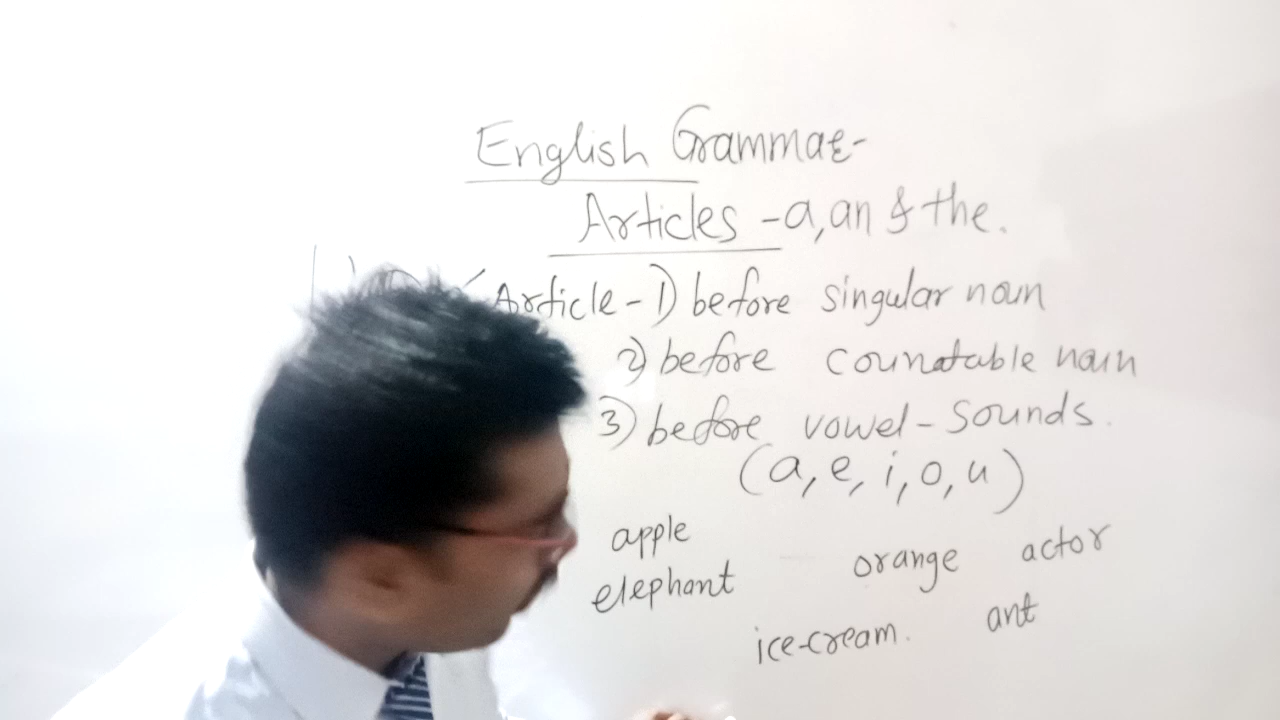 English Grammar-
Articles - a, an & the.
Article - 1) before singular noun
2) before counatable noun
3) before vowel - sounds.
(a, e, i, o, u)
apple
orange actor
elephant
ice-cream. ant